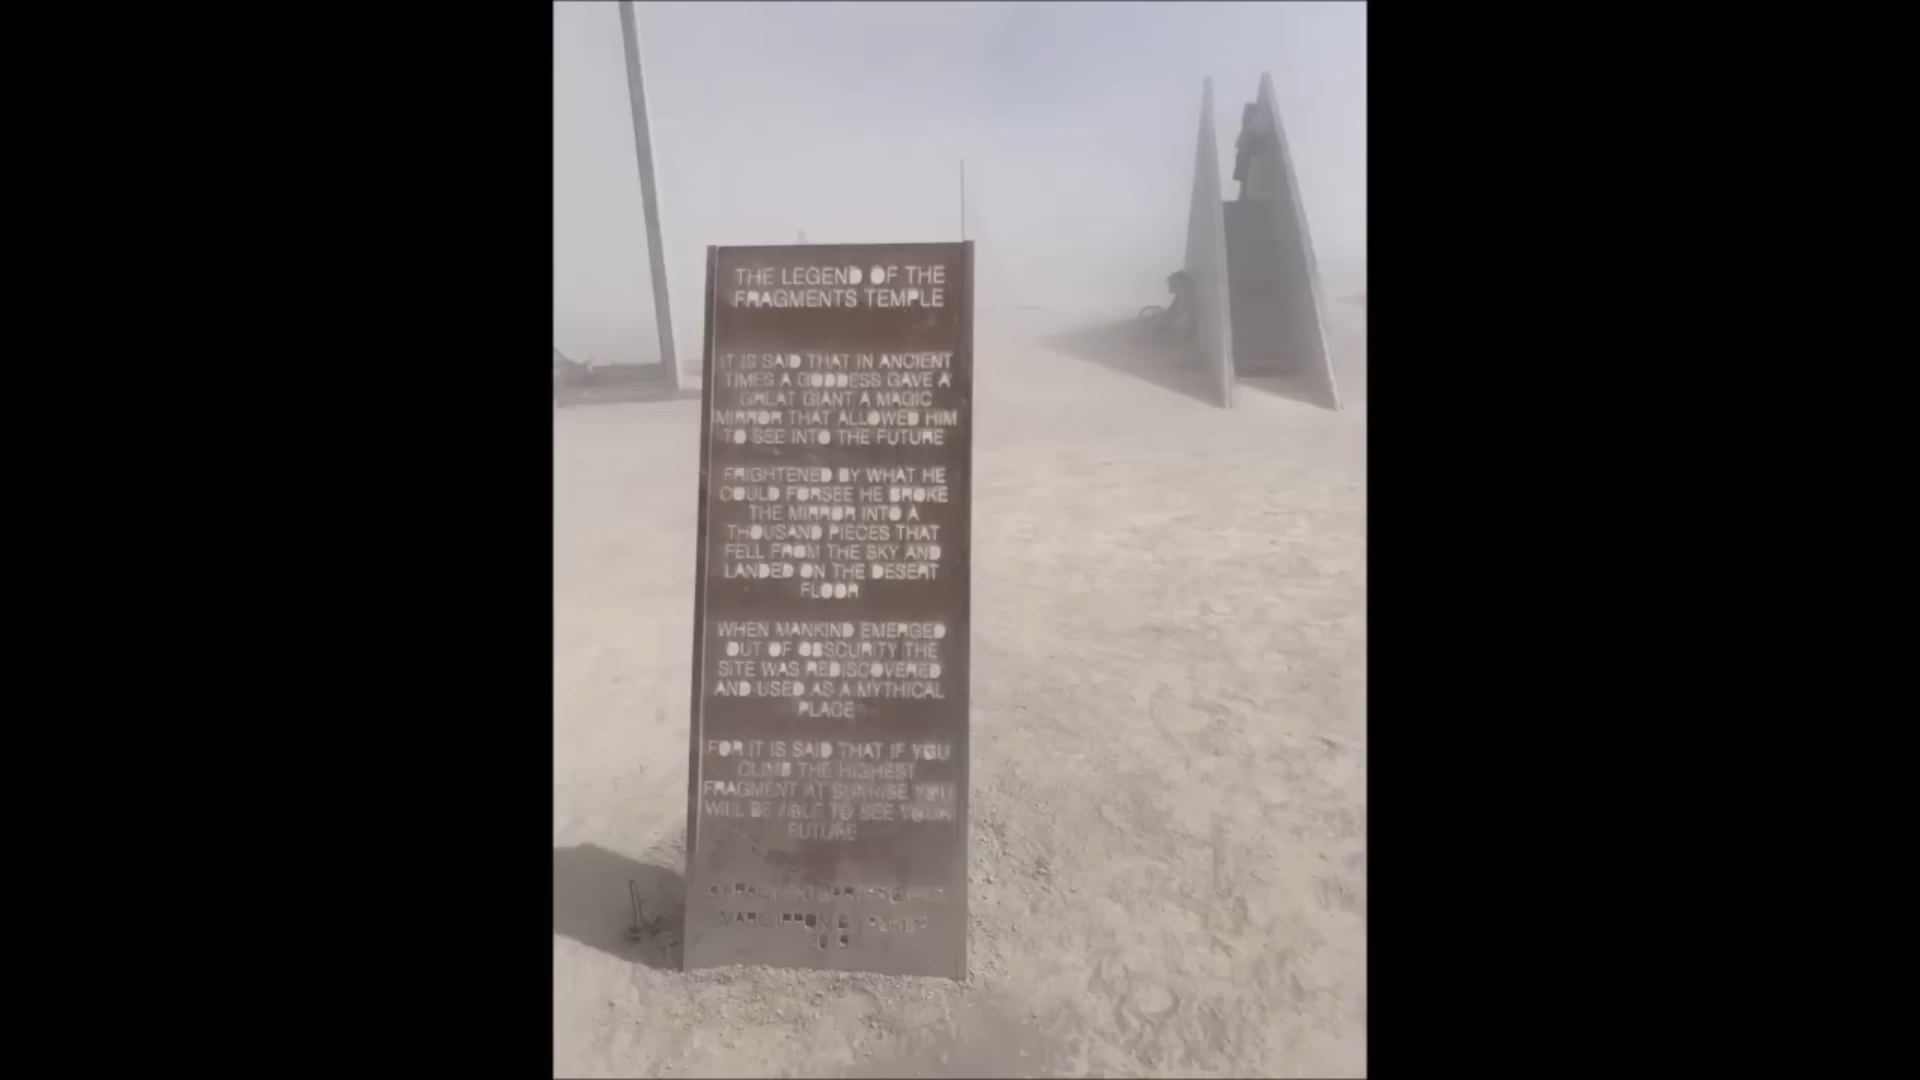 THE LEGEND OF THE
FRAGMENTS TEMPLE
IT IS SAID THAT IN ANCIENT
TIMES A GODDESS GAVE A
GREAT GIANT A MAGIC
MIRROR THAT ALLOWED HIM
TO SEE INTO THE FUTURE
FRIGHTENED BY WHAT HE
COULD FORSEE HE BROKE
THE MIRROR INTO A
THOUSAND PIECES THAT
FELL FROM THE SKY AND
LANDED ON THE DESERT
FLOOR
WHEN MANKIND EMERGED
OUT OF OBSCURITY THE
SITE WAS REDISCOVERED
AND USED AS A MYTHICAL
PLACE
FOR IT IS SAID THAT IF YOU
CLIMB THE HIGHEST
FRAGMENT AT SUNRISE YOU
WILL BE ABLE TO SEE YOUR
FUTURE
2019